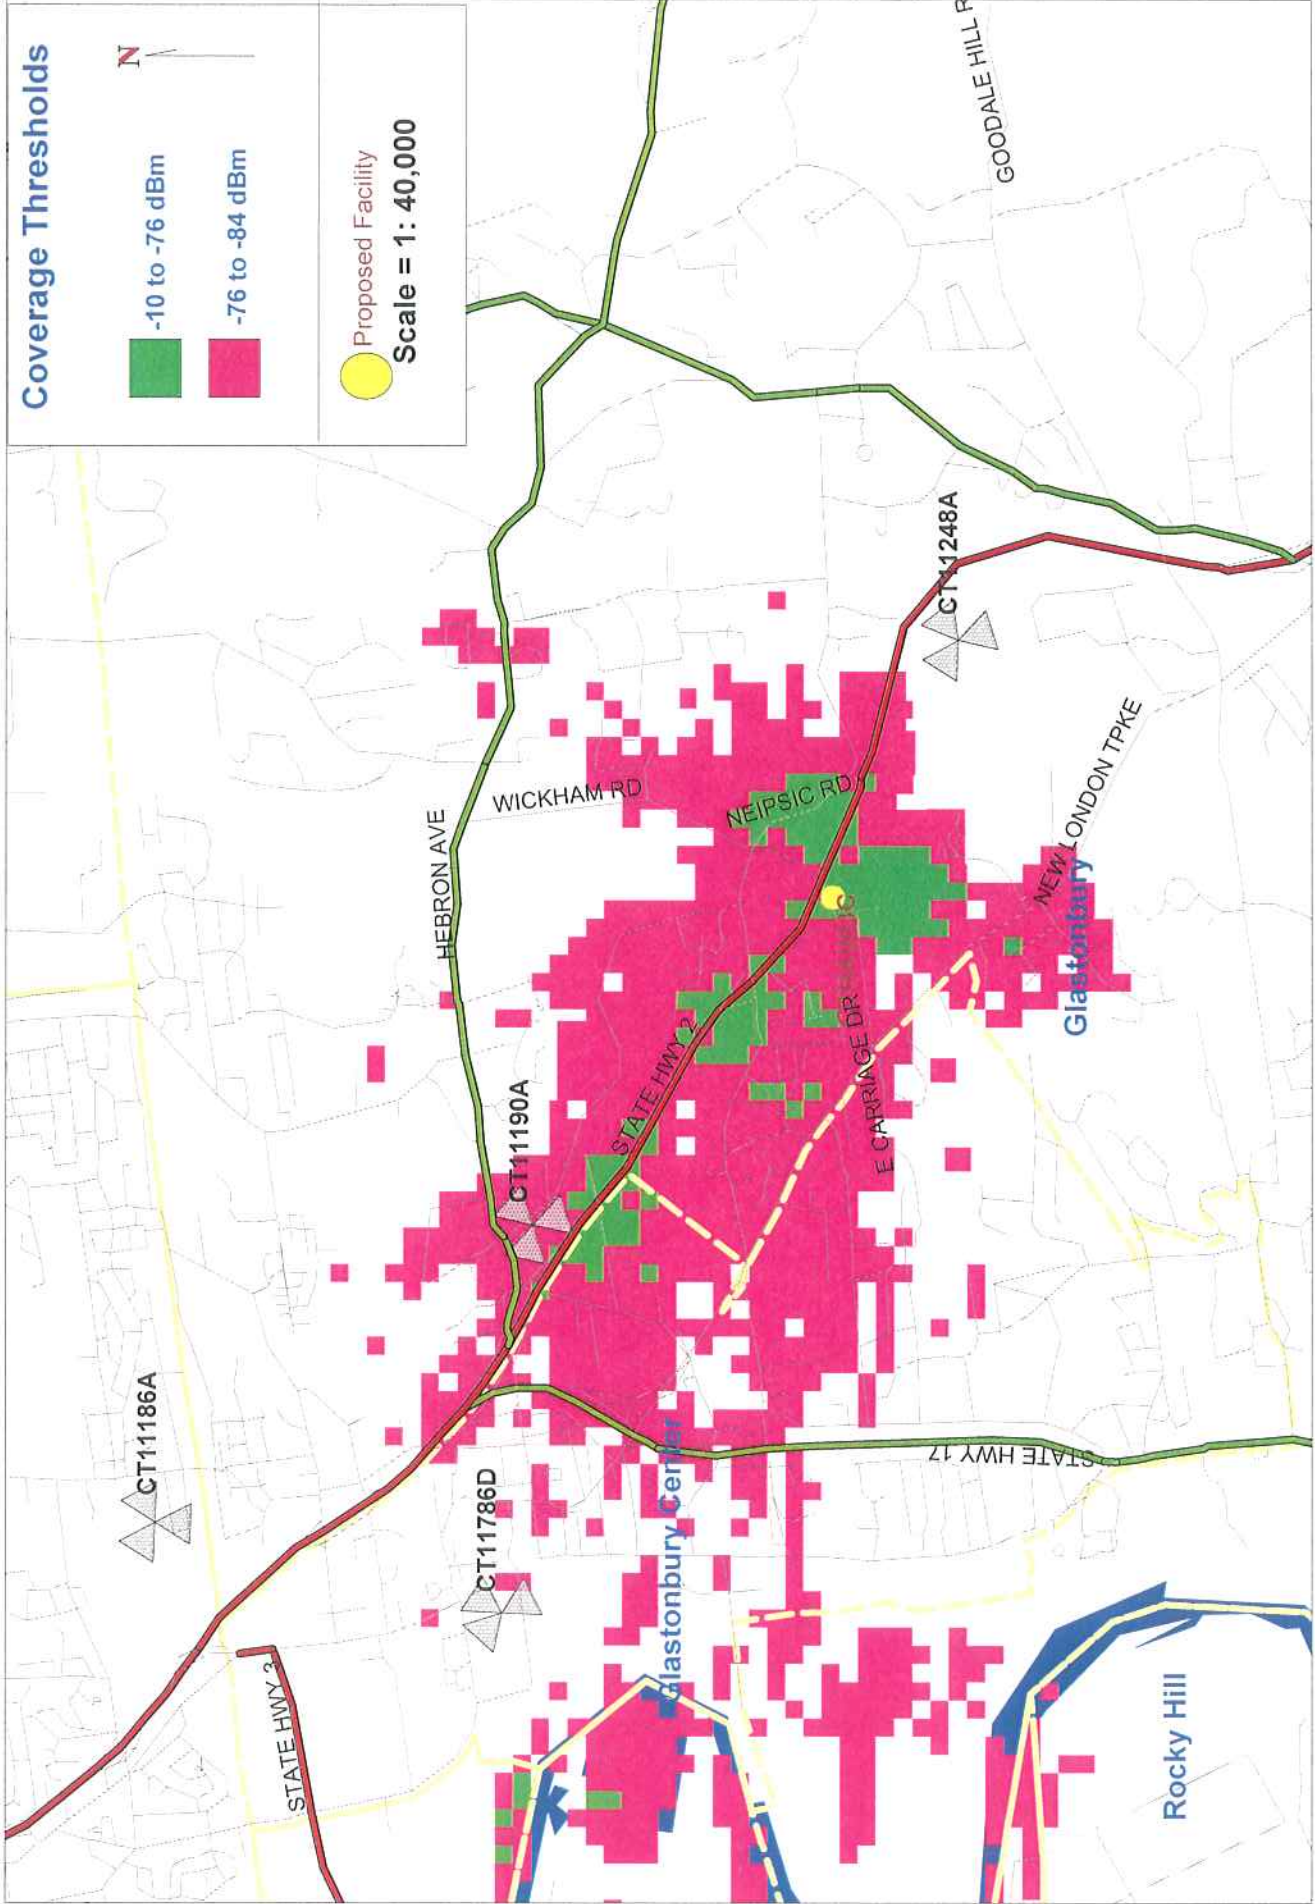 Coverage Thresholds
N
-10 to -76 dBm
-76 to -84 dBm
Proposed Facility
Scale = 1: 40,000
GOODALE HILL R
CT11186A
STATE HWY 3
HEBRON AVE
WICKHAM RD
CT11190A
CT11786D
STATE HWY 2
NEIPSIC RD
CT11248A
E CARRIAGE DR
NEW LONDON TPKE
Glastonbury
Glastonbury Center
STATE HWY 17
Rocky Hill